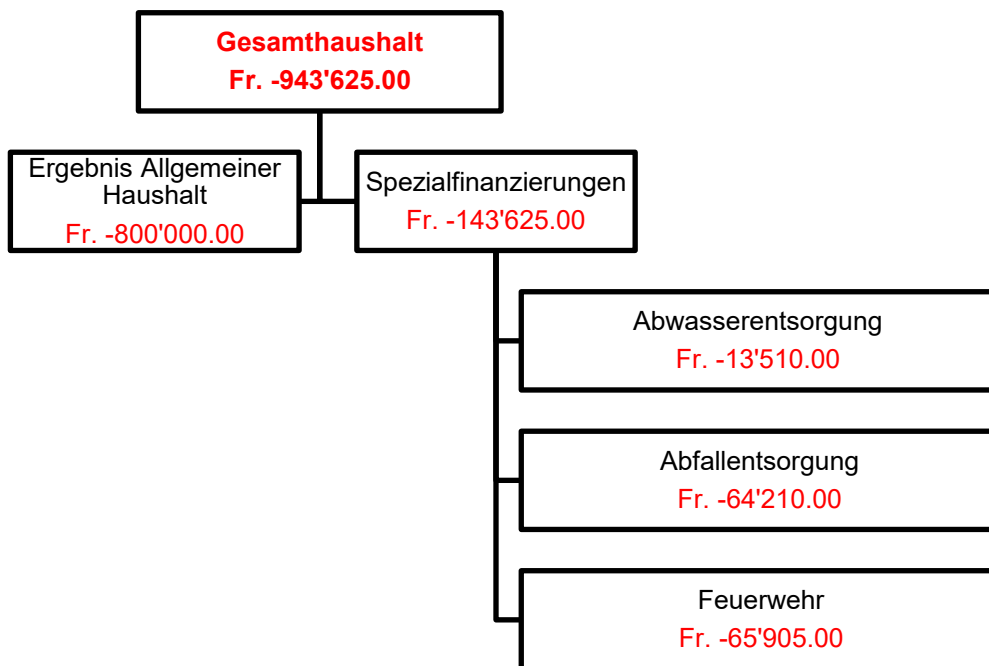 Gesamthaushalt
Fr. -943'625.00
Ergebnis Allgemeiner
Haushalt
Fr. -800'000.00
Spezialfinanzierungen
Fr. -143'625.00
Abwasserentsorgung
Fr. -13'510.00
Abfallentsorgung
Fr. -64'210.00
Feuerwehr
Fr. -65'905.00